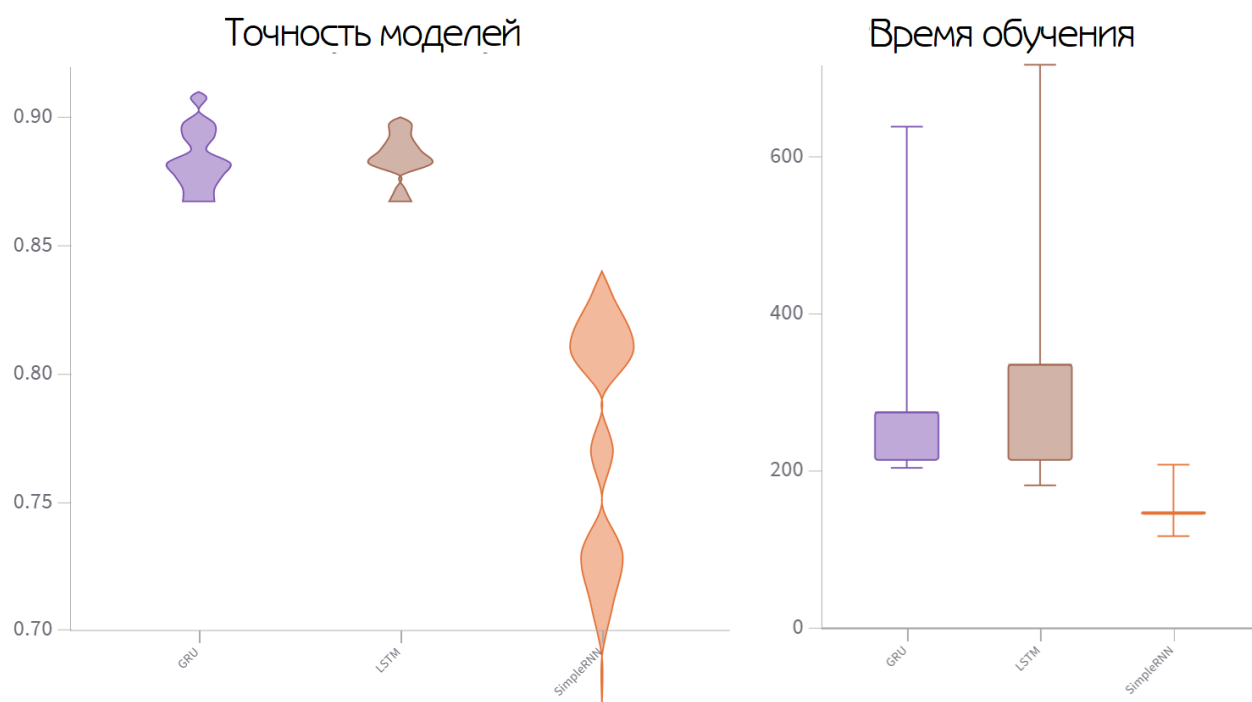 Точность моделей
0.90
0.85
0.80
0.75
0.70
GRU
LSTM
SimpleRNN
Время обучения
600
400
200
0
GRU
LSTM
SimpleRNN